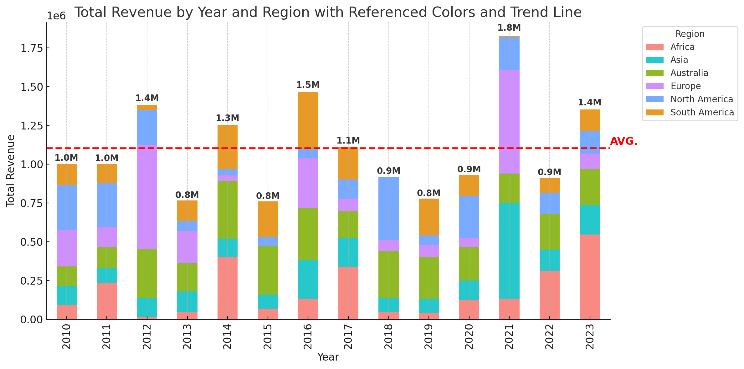 Total Revenue by Year and Region with Referenced Colors and Trend Line
1e6
Total Revenue
1.75
1.50
1.25
1.00
0.75
0.50
0.25
0.00
1.0M
1.0M
1.4M
0.8M
1.3M
0.8M
1.5M
1.1M
0.9M
0.8M
0.9M
1.8M
0.9M
1.4M
AVG.
2010
2011
2012
2013
2014
2015
2016
2017
2018
2019
2020
2021
2022
2023
Year
Region
Africa
Asia
Australia
Europe
North America
South America